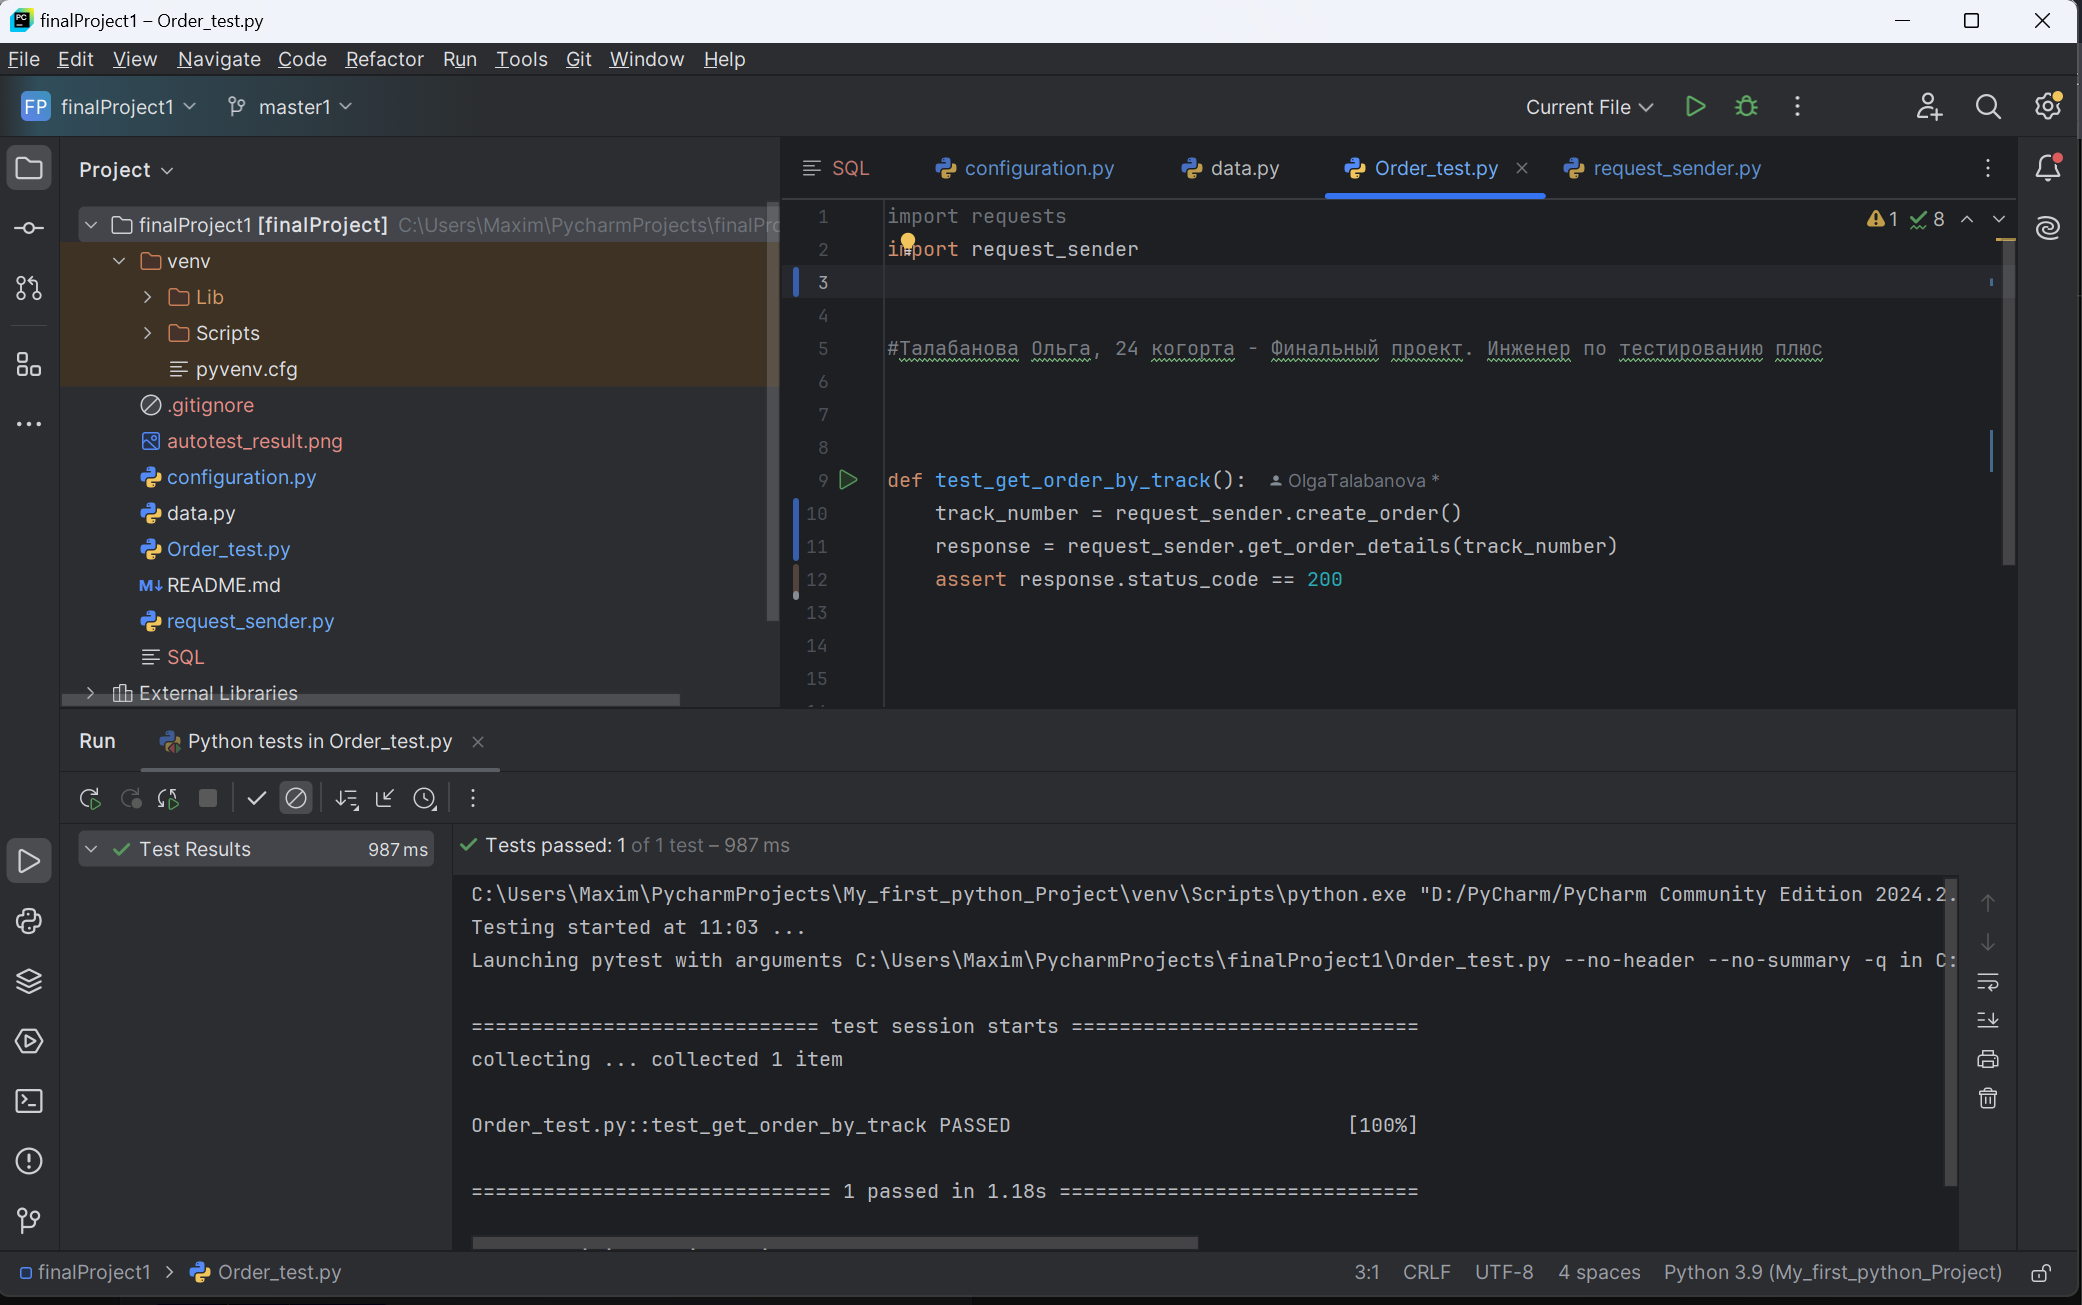 finalProject1 – Order_test.py
File Edit View Navigate Code Refactor Run Tools Git Window Help
FP finalProject1 master1 Current File
Project
finalProject1 [finalProject] C:\Users\Maxim\PycharmProjects\finalPro
venv
Lib
Scripts
pyvenv.cfg
.gitignore
autotest_result.png
configuration.py
data.py
Order_test.py
M↓ README.md
request_sender.py
SQL
External Libraries
SQL configuration.py data.py Order_test.py request_sender.py
1 8
1 import requests
2 import request_sender
3
4
5 #Талабанова Ольга, 24 когорта - Финальный проект. Инженер по тестированию плюс
6
7
8
9 def test_get_order_by_track(): OlgaTalabanova *
10 track_number = request_sender.create_order()
11 response = request_sender.get_order_details(track_number)
12 assert response.status_code == 200
13
14
15
Run Python tests in Order_test.py
Test Results 987 ms
Tests passed: 1 of 1 test – 987 ms
C:\Users\Maxim\PycharmProjects\My_first_python_Project\venv\Scripts\python.exe "D:/PyCharm/PyCharm Community Edition 2024.2.
Testing started at 11:03 ...
Launching pytest with arguments C:\Users\Maxim\PycharmProjects\finalProject1\Order_test.py --no-header --no-summary -q in C:
============================= test session starts =============================
collecting ... collected 1 item
Order_test.py::test_get_order_by_track PASSED [100%]
============================== 1 passed in 1.18s ==============================
finalProject1 Order_test.py
3:1 CRLF UTF-8 4 spaces Python 3.9 (My_first_python_Project)